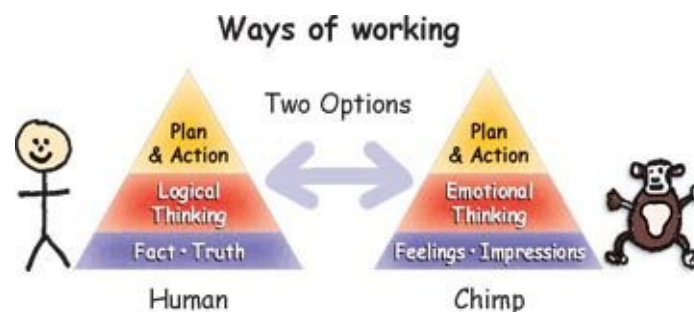 Ways of working
Two Options
Plan
& Action
Logical
Thinking
Fact • Truth
Human
Plan
& Action
Emotional
Thinking
Feelings • Impressions
Chimp